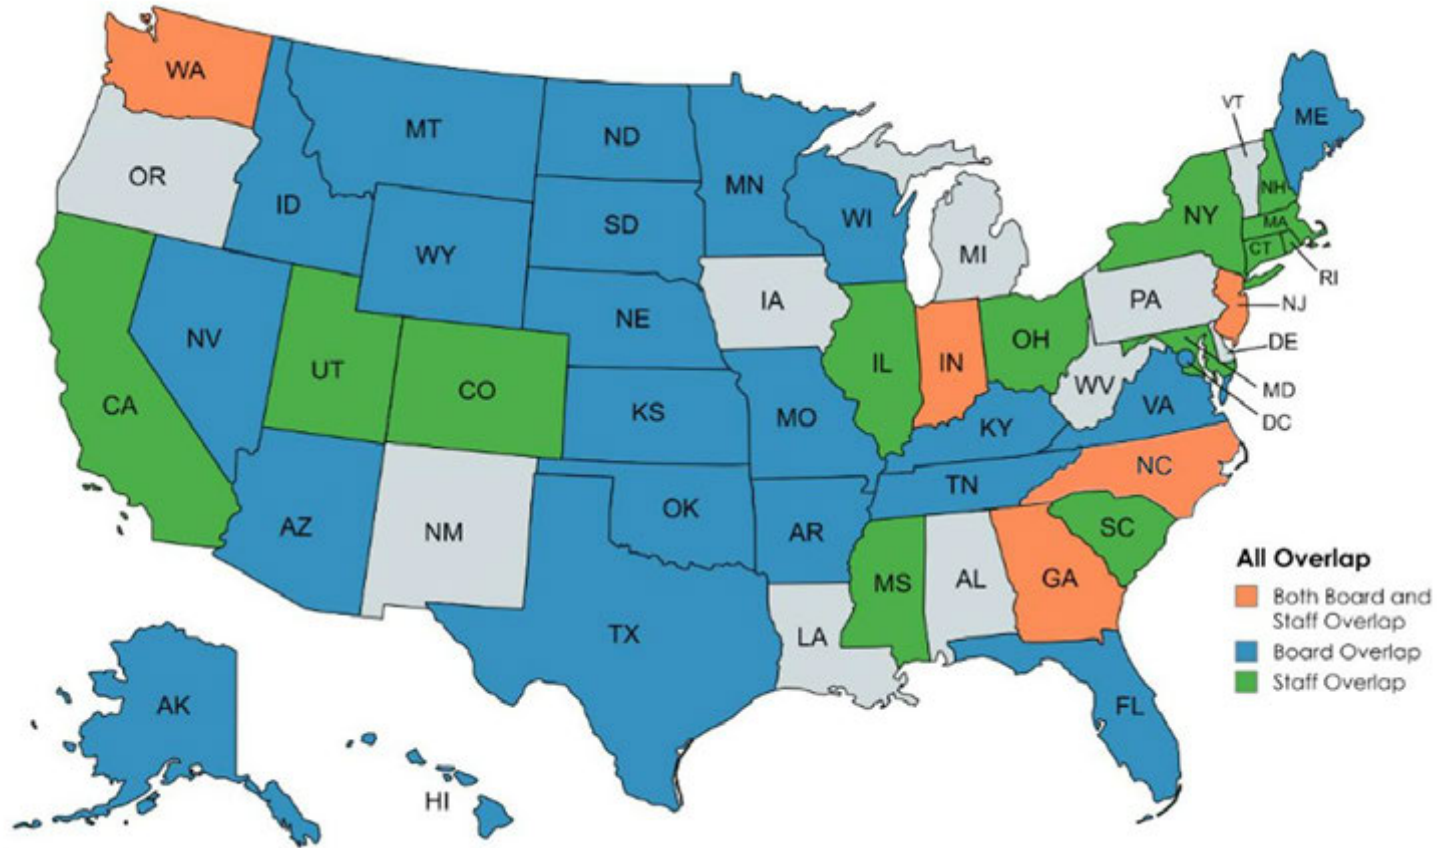 WA
MT
ND
MN
OR
ID
SD
WI
WY
MI
VT
ME
NH
NY
MA
CT
RI
NV
UT
CO
NE
IA
IL
IN
OH
PA
NJ
DE
MD
DC
CA
KS
MO
WV
KY
VA
AZ
NM
OK
AR
TN
NC
SC
MS
AL
GA
TX
LA
FL
AK
HI
All Overlap
Both Board and
Staff Overlap
Board Overlap
Staff Overlap